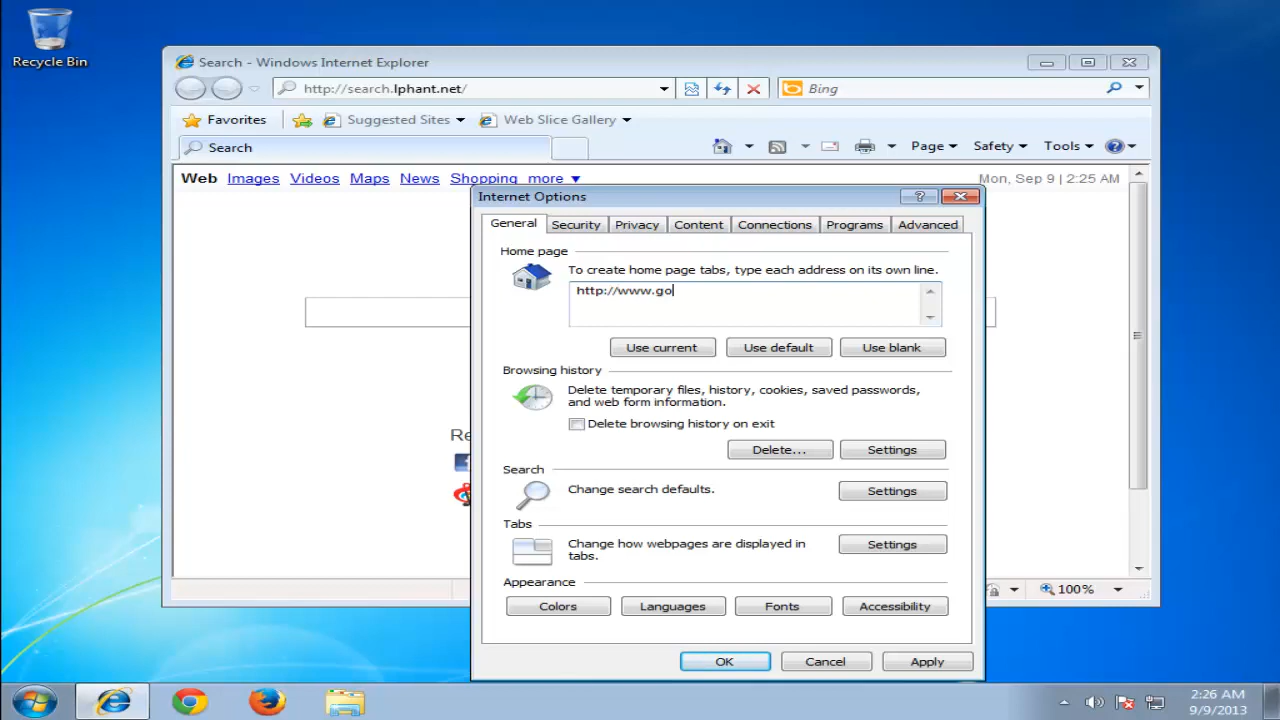 Recycle Bin
Search - Windows Internet Explorer
http://search.lphant.net/
Bing
Favorites
Suggested Sites
Web Slice Gallery
Search
Page
Safety
Tools
Web Images Videos Maps News Shopping more
Mon, Sep 9 | 2:25 AM
Internet Options
General
Security
Privacy
Content
Connections
Programs
Advanced
Home page
To create home page tabs, type each address on its own line.
http://www.go
Use current
Use default
Use blank
Browsing history
Delete temporary files, history, cookies, saved passwords,
and web form information.
Delete browsing history on exit
Delete...
Settings
Re
Search
Change search defaults.
Settings
Tabs
Change how webpages are displayed in
tabs.
Settings
Appearance
Colors
Languages
Fonts
Accessibility
100%
OK
Cancel
Apply
2:26 AM
9/9/2013